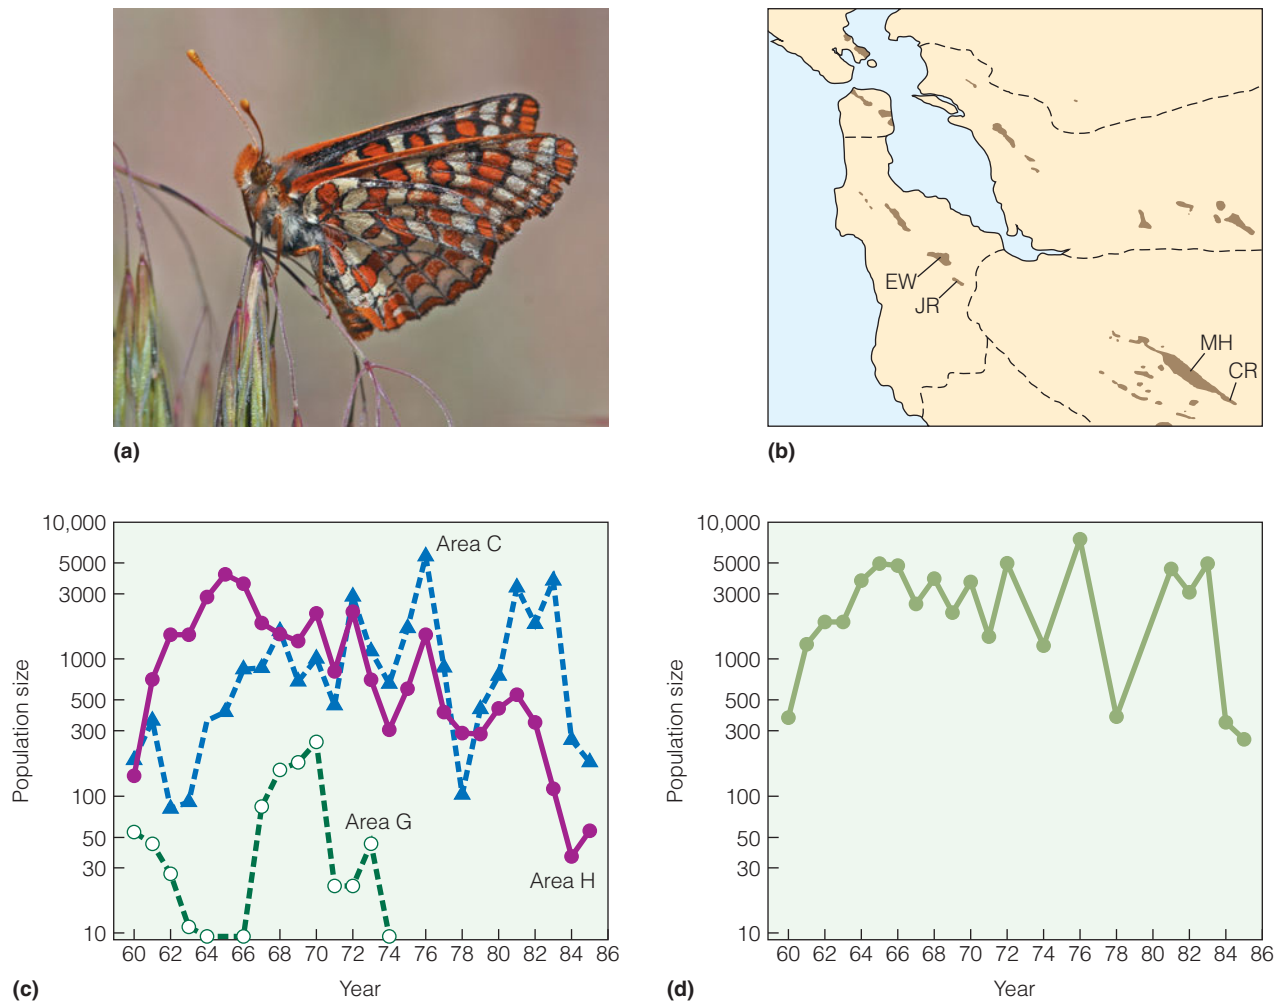 (a)
EW
JR
MH
CR
(b)
10,000
5000
3000
1000
500
300
100
50
30
10
Population size
Area C
Area G
Area H
60 62 64 66 68 70 72 74 76 78 80 82 84 86
Year
(c)
10,000
5000
3000
1000
500
300
100
50
30
10
Population size
60 62 64 66 68 70 72 74 76 78 80 82 84 86
Year
(d)